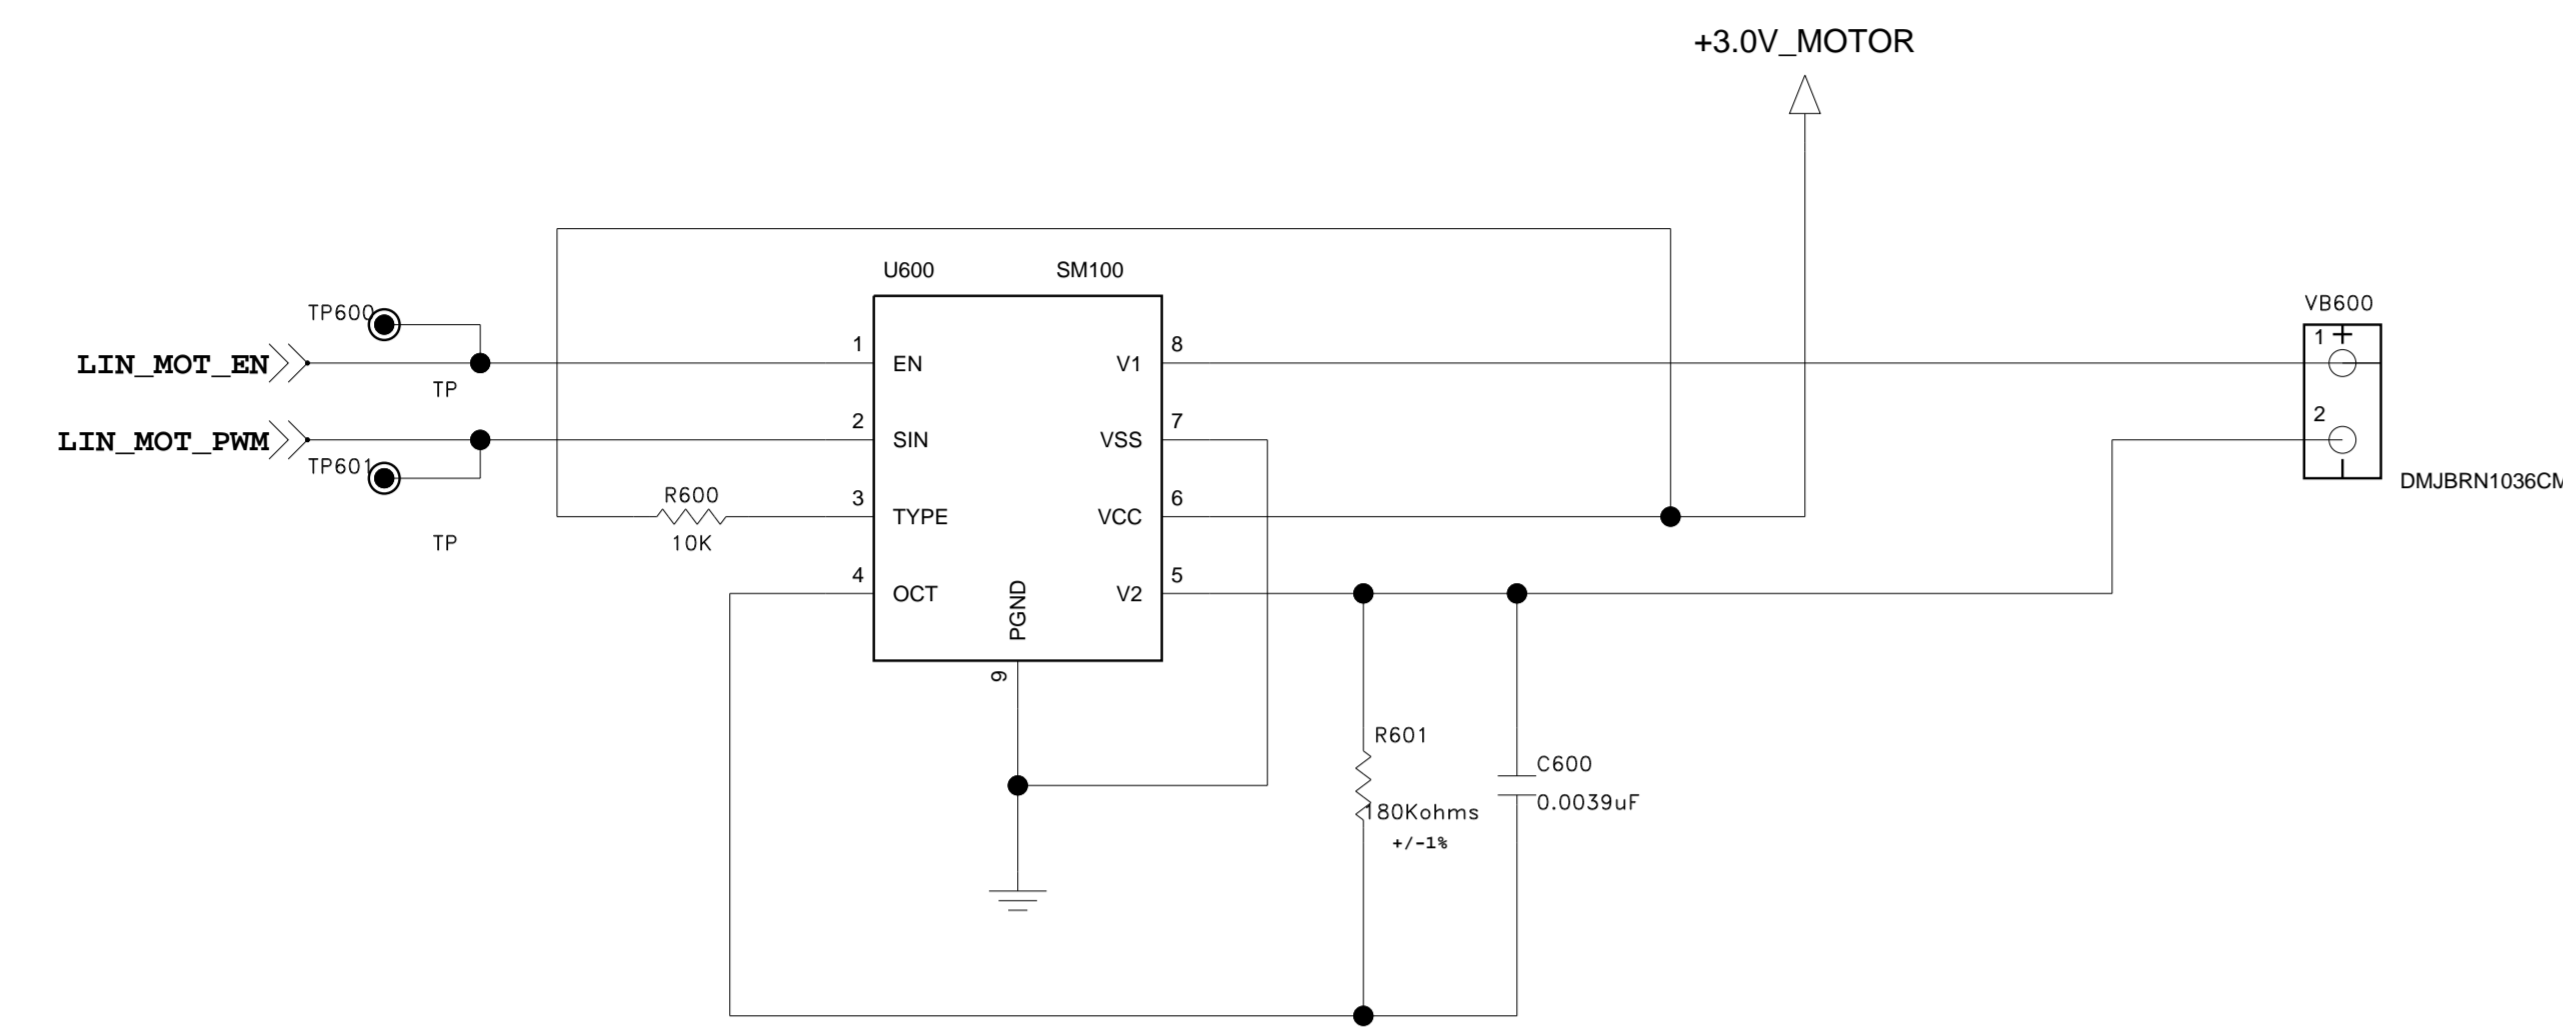 +3.0V_MOTOR
U600 SM100
VB600
TP600
1 +
LIN_MOT_EN
1 EN
V1 8
TP
LIN_MOT_PWM
2 SIN
VSS 7
2
TP601
DMJBRN1036CM
R600
3 TYPE
VCC 6
10K
TP
4 OCT
V2 5
PGND
9
R601
C600
180Kohms
0.0039uF
+/-1%